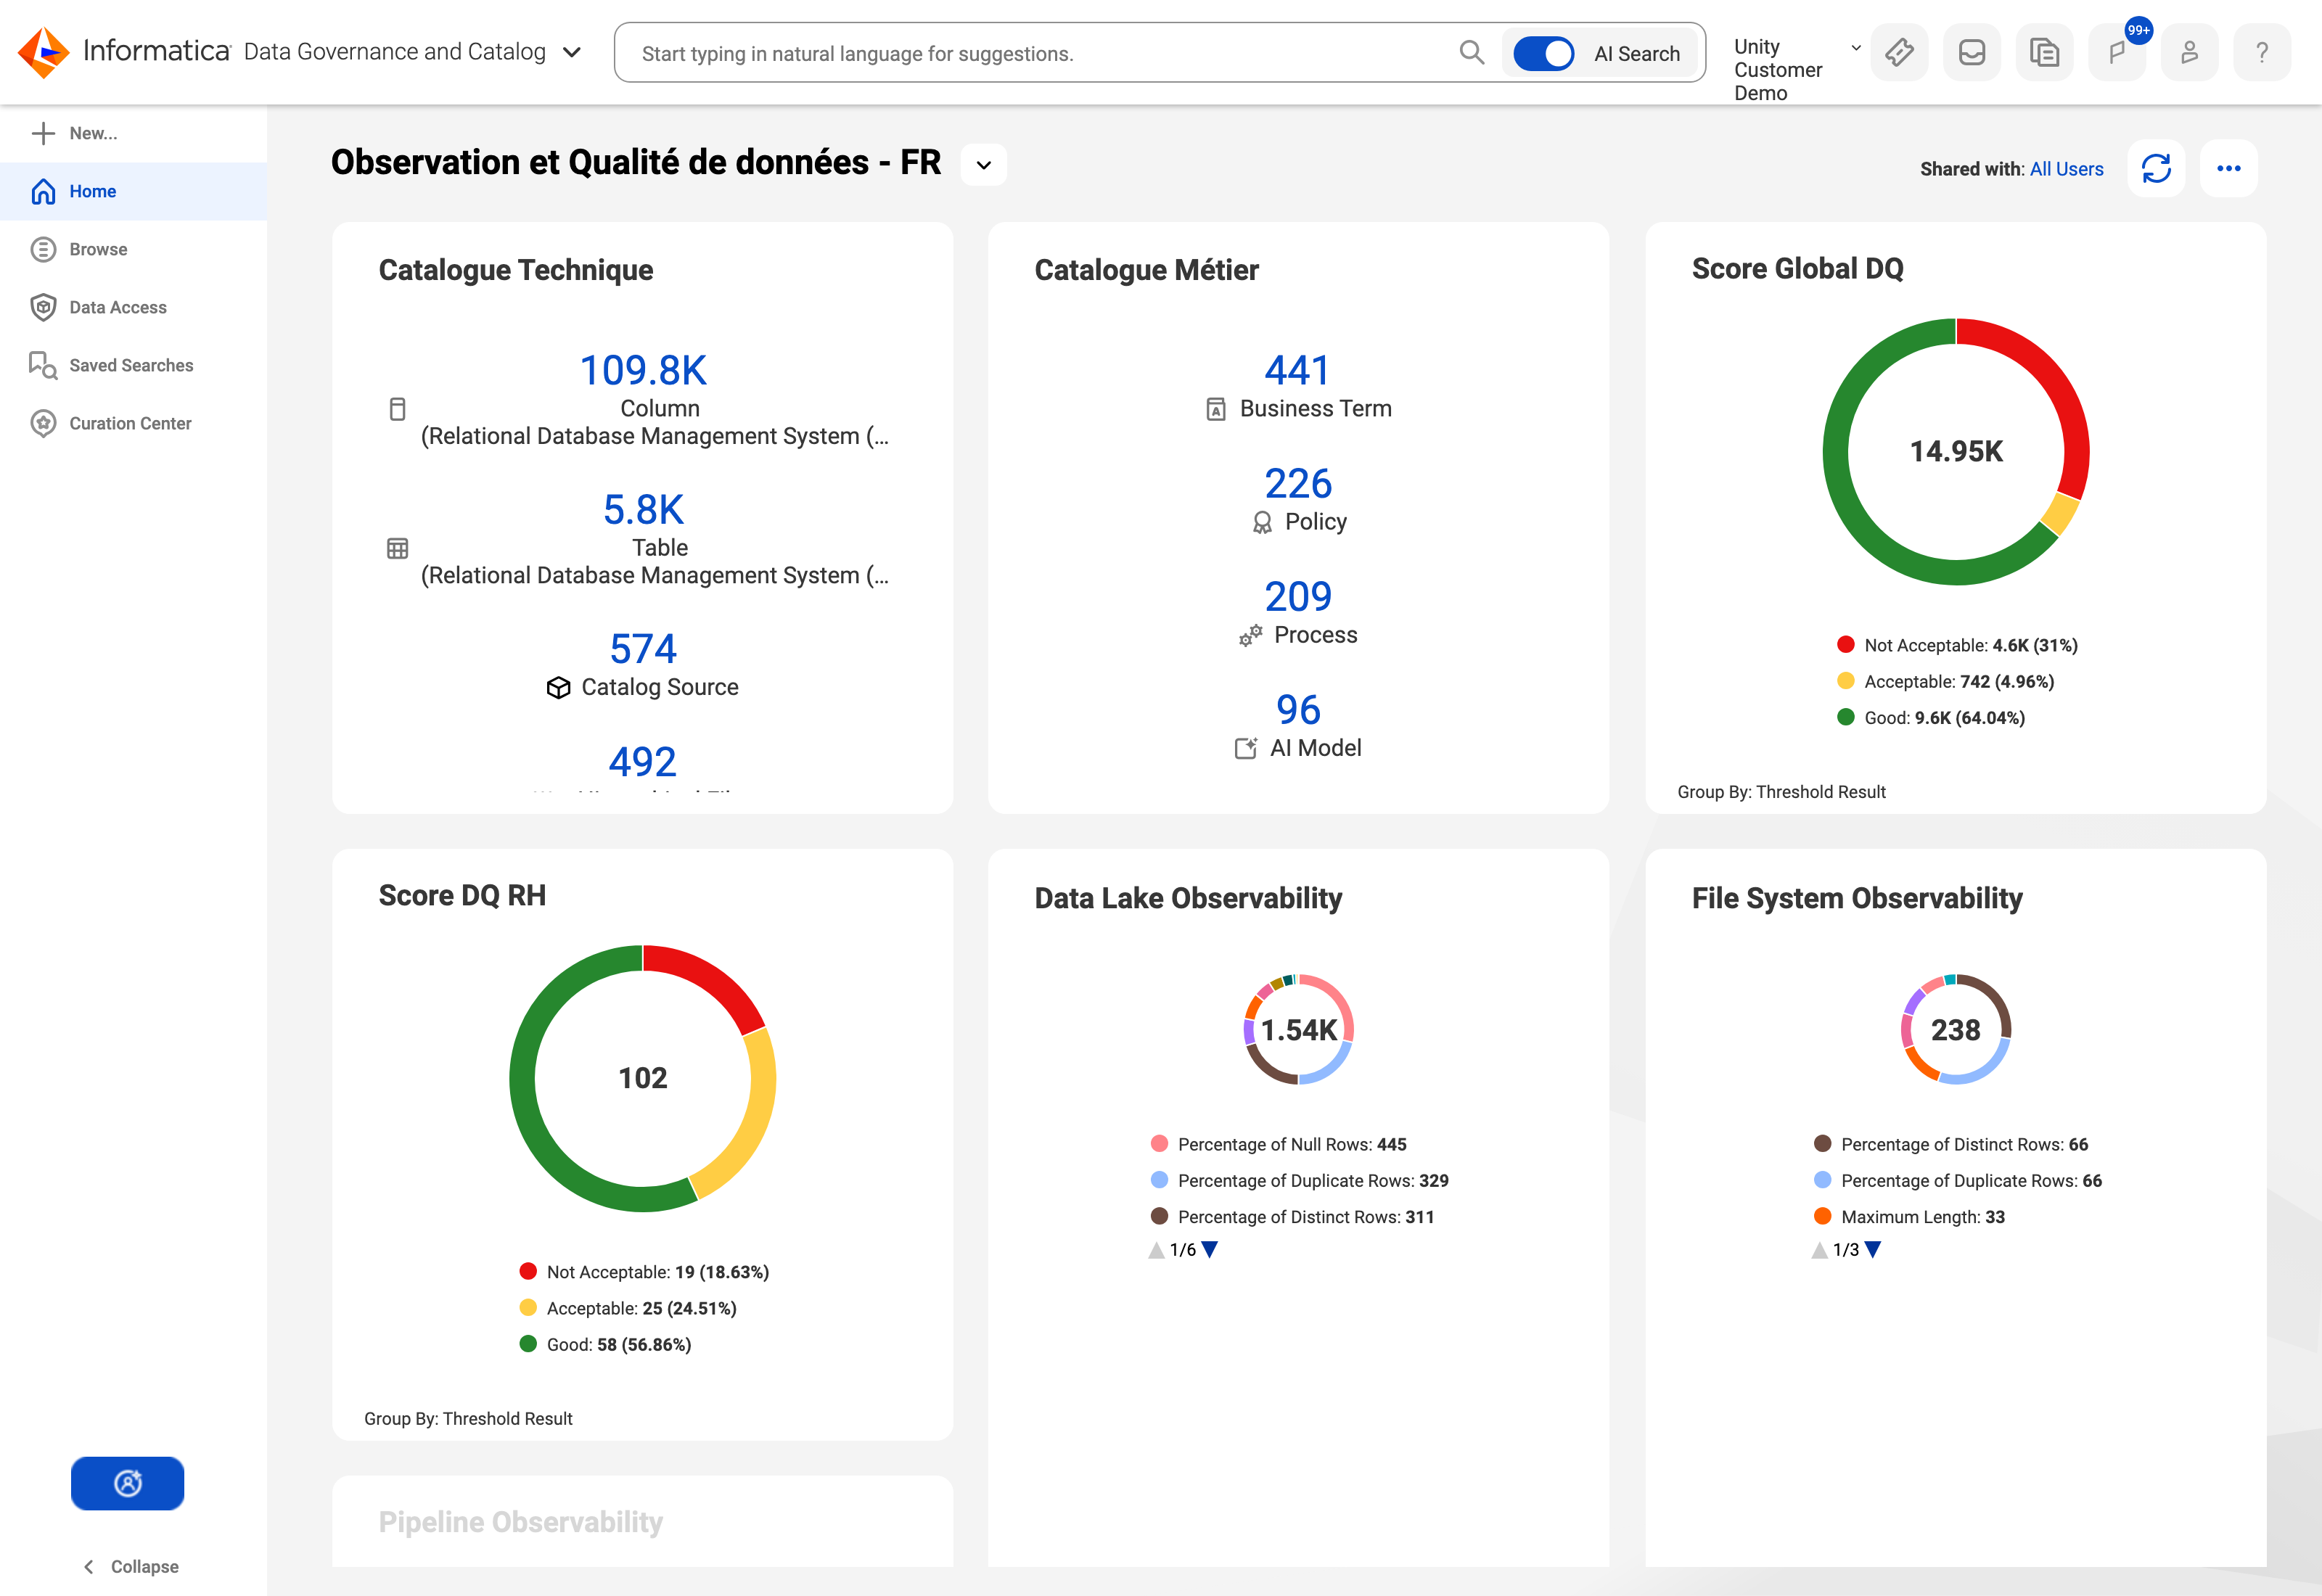 Informatica Data Governance and Catalog
Start typing in natural language for suggestions.
AI Search
Unity
Customer
Demo
99+
?
New...
Home
Browse
Data Access
Saved Searches
Curation Center
Collapse
Observation et Qualité de données - FR
Shared with: All Users
Catalogue Technique
109.8K
Column
(Relational Database Management System (...
5.8K
Table
(Relational Database Management System (...
574
Catalog Source
492
Catalogue Métier
441
Business Term
226
Policy
209
Process
96
AI Model
Score Global DQ
14.95K
Not Acceptable: 4.6K (31%)
Acceptable: 742 (4.96%)
Good: 9.6K (64.04%)
Group By: Threshold Result
Score DQ RH
102
Not Acceptable: 19 (18.63%)
Acceptable: 25 (24.51%)
Good: 58 (56.86%)
Group By: Threshold Result
Data Lake Observability
1.54K
Percentage of Null Rows: 445
Percentage of Duplicate Rows: 329
Percentage of Distinct Rows: 311
1/6
File System Observability
238
Percentage of Distinct Rows: 66
Percentage of Duplicate Rows: 66
Maximum Length: 33
1/3
Pipeline Observability